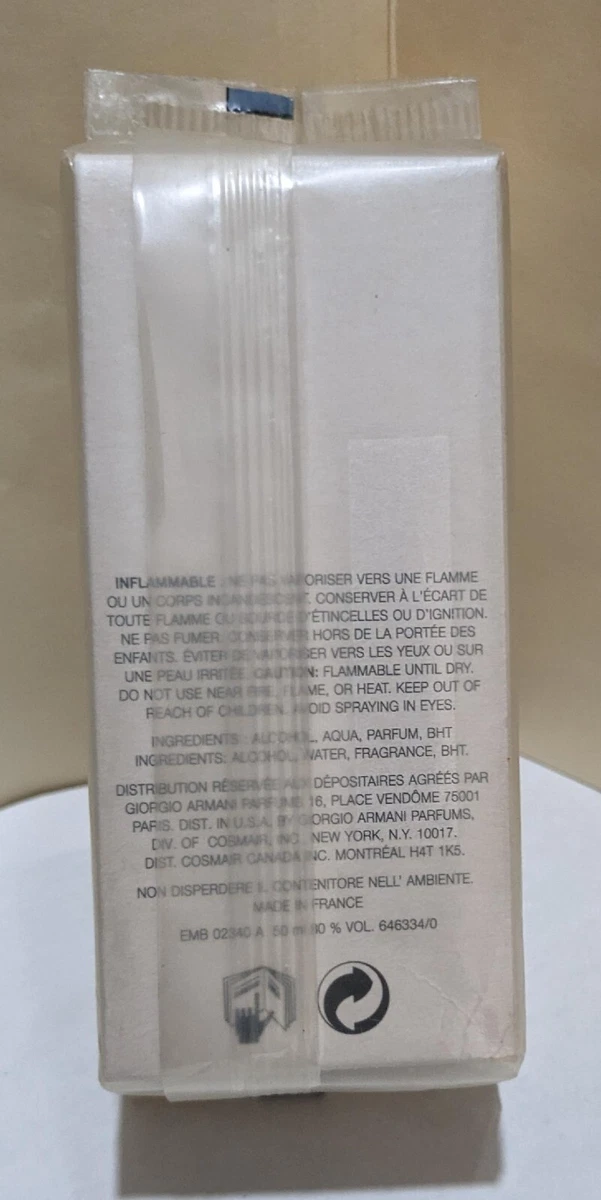 INFLAMMABLE : NE PAS VAPORISER VERS UNE FLAMME
OU UN CORPS INCANDESCENT. CONSERVER À L'ÉCART DE
TOUTE FLAMME OU SOURCE D'ÉTINCELLES OU D'IGNITION.
NE PAS FUMER. CONSERVER HORS DE LA PORTÉE DES
ENFANTS. ÉVITER DE VAPORISER VERS LES YEUX OU SUR
UNE PEAU IRRITÉE. CAUTION: FLAMMABLE UNTIL DRY.
DO NOT USE NEAR FIRE, FLAME, OR HEAT. KEEP OUT OF
REACH OF CHILDREN. AVOID SPRAYING IN EYES.
INGREDIENTS : ALCOHOL, AQUA, PARFUM, BHT
INGREDIENTS: ALCOHOL, WATER, FRAGRANCE, BHT.
DISTRIBUTION RÉSERVÉE AUX DÉPOSITAIRES AGRÉÉS PAR
GIORGIO ARMANI PARFUMS 16, PLACE VENDÔME 75001
PARIS. DIST. IN U.S.A. BY GIORGIO ARMANI PARFUMS,
DIV. OF COSMAIR, INC., NEW YORK, N.Y. 10017.
DIST. COSMAIR CANADA INC. MONTRÉAL H4T 1K5.
NON DISPERDERE IL CONTENITORE NELL' AMBIENTE.
MADE IN FRANCE
EMB 02340 A 50 ml 80 % VOL. 646334/0